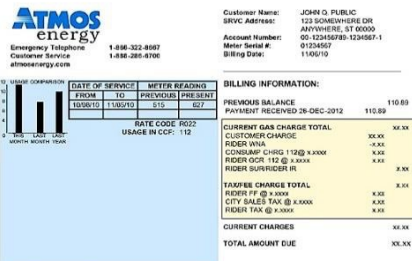 ATMOS
energy
Emergency Telephone 1-866-322-8667
Customer Service 1-888-286-6700
atmosenergy.com
Customer Name: JOHN Q. PUBLIC
SRVC Address: 123 SOMEWHERE DR
ANYWHERE, ST 00000
Account Number: 00-123456789-1234567-1
Meter Serial #: 01234567
Billing Date: 11/06/10
USAGE COMPARISON
THIS MONTH LAST MONTH LAST YEAR
DATE OF SERVICE METER READING
FROM TO PREVIOUS PRESENT
10/08/10 11/05/10 515 627
RATE CODE R022
USAGE IN CCF: 112
BILLING INFORMATION:
PREVIOUS BALANCE 110.89
PAYMENT RECEIVED 26-DEC-2012 110.89
CURRENT GAS CHARGE TOTAL XX.XX
CUSTOMER CHARGE XX.XX
RIDER WNA -X.XX
CONSUMP CHRG 112@ X.XXXX X.XX
RIDER GCR 112 @ X.XXXX X.XX
RIDER SUR/RIDER IR X.XX
TAX/FEE CHARGE TOTAL X.XX
RIDER FF @ X.XXXX X.XX
CITY SALES TAX @ X.XXXX X.XX
RIDER TAX @ X.XXXX X.XX
CURRENT CHARGES XX.XX
TOTAL AMOUNT DUE XX.XX